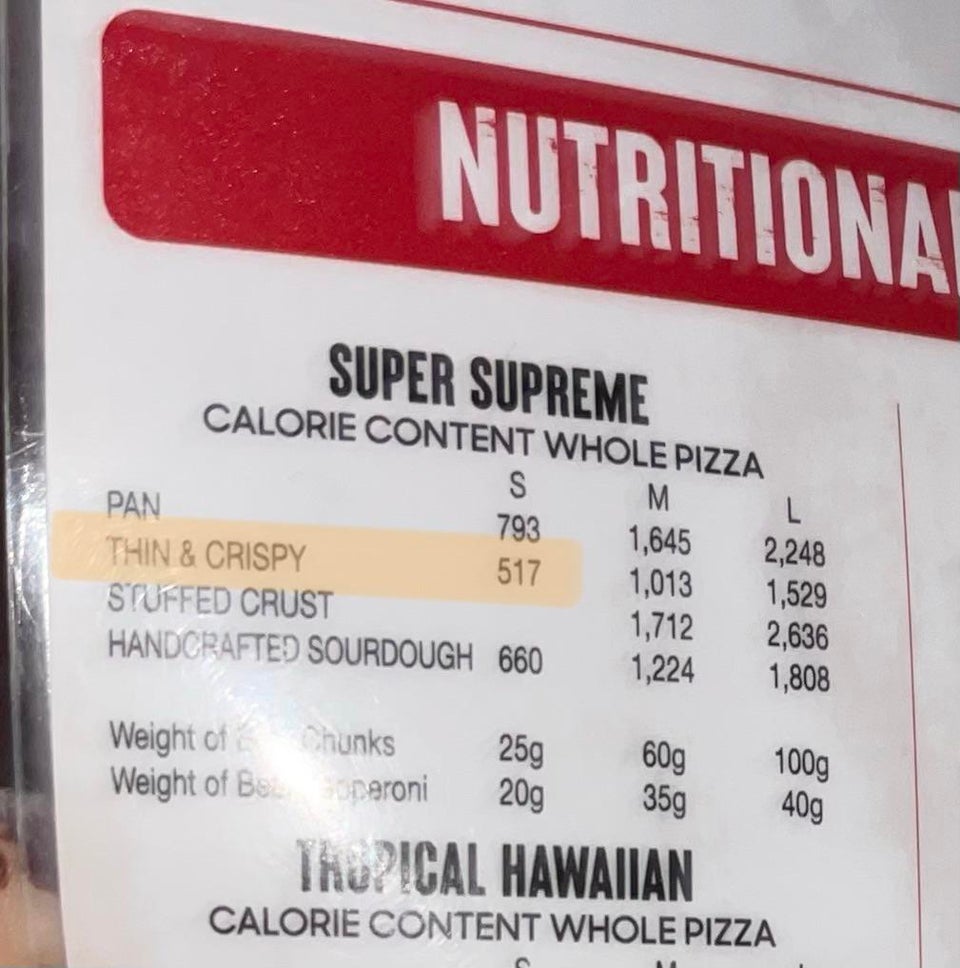 NUTRITIONA
SUPER SUPREME
CALORIE CONTENT WHOLE PIZZA
S M L
PAN 793 1,645 2,248
THIN & CRISPY 517 1,013 1,529
STUFFED CRUST 1,712 2,636
HANDCRAFTED SOURDOUGH 660 1,224 1,808
Weight of Chunks 25g 60g 100g
Weight of 20g 35g 40g
TROPICAL HAWAIIAN
CALORIE CONTENT WHOLE PIZZA
S M